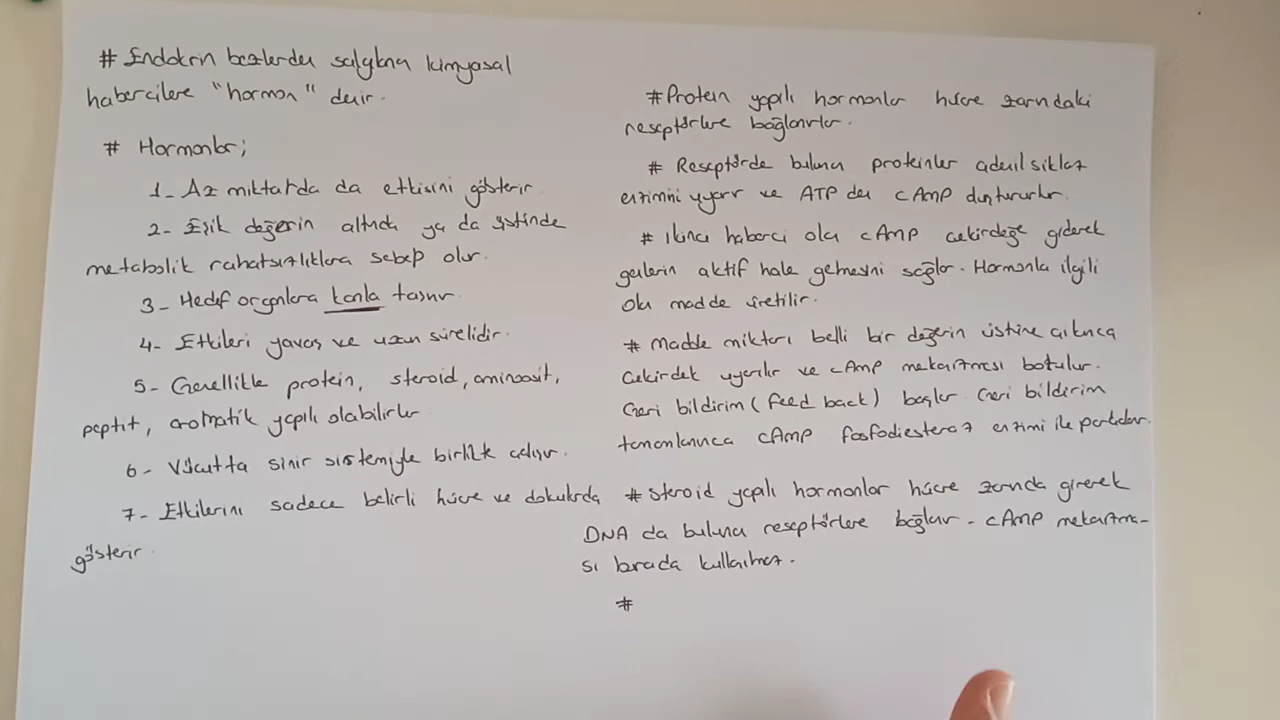 # Endokrin bezlerden salgılanan kimyasal
habercilere "hormon" denir.
# Hormonlar;
1- Az miktarda da etkisini gösterir
2- Eşik değerin altında ya da üstünde
metabolik rahatsızlıklara sebep olur.
3- Hedef organlara kanla taşınır.
4- Etkileri yavaş ve uzun sürelidir.
5- Genellikle protein, steroid, aminoasit,
peptit, aromatik yapılı olabilirler
6- Vücutta sinir sistemiyle birlikte çalışır.
7- Etkilerini sadece belirli hücre ve dokularda
gösterir.
# Protein yapılı hormonlar hücre zarındaki
reseptörlere bağlanırlar.
# Reseptörde bulunan proteinler adenil siklaz
enzimini uyarır ve ATP den cAMP oluştururlar.
# ikinci haberci olan cAMP çekirdeğe giderek
genlerin aktif hale gelmesini sağlar. Hormonla ilgili
olan madde üretilir.
# Madde miktarı belli bir değerin üstüne çıkınca
çekirdek uyarılır ve cAMP mekanizması bozulur.
Geri bildirim (feed back) başlar. Geri bildirim
tamamlanınca cAMP fosfodiesteraz enzimi ile parçalanır.
# Steroid yapılı hormonlar hücre zarında girerek
DNA da bulunan reseptörlere bağlanır. cAMP mekanizma-
sı burada kullanılmaz.
#